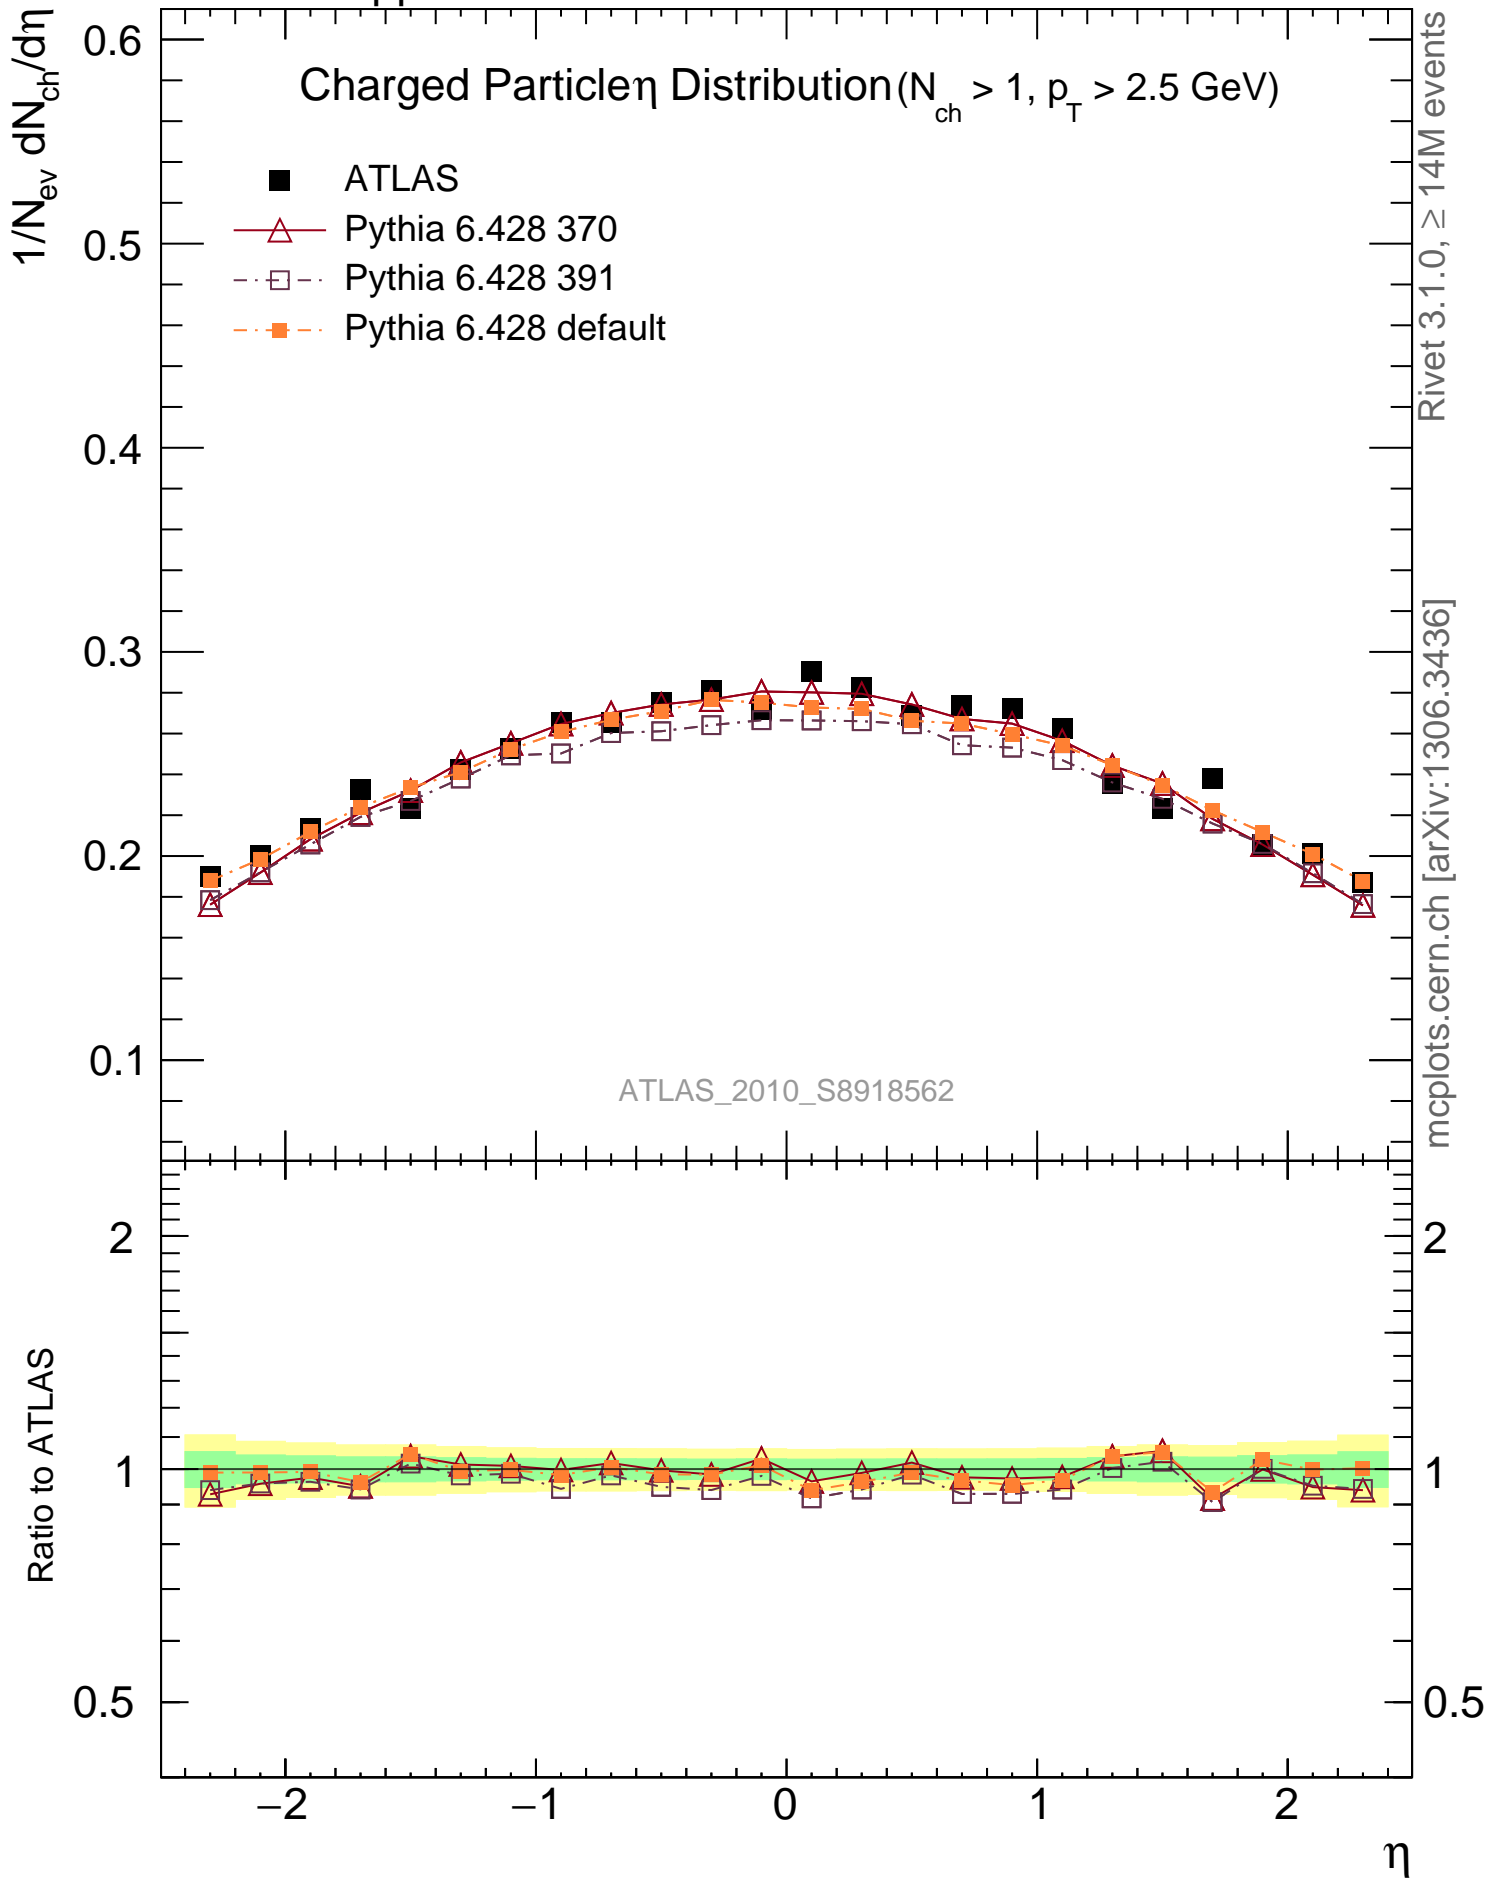 pp
1/N_ev dN_ch/dη
0.6
0.5
0.4
0.3
0.2
0.1
Charged Particle η Distribution (N_ch > 1, p_T > 2.5 GeV)
ATLAS
Pythia 6.428 370
Pythia 6.428 391
Pythia 6.428 default
ATLAS_2010_S8918562
Rivet 3.1.0, ≥ 14M events
mcplots.cern.ch [arXiv:1306.3436]
Ratio to ATLAS
2
1
0.5
2
1
0.5
−2
−1
0
1
2
η